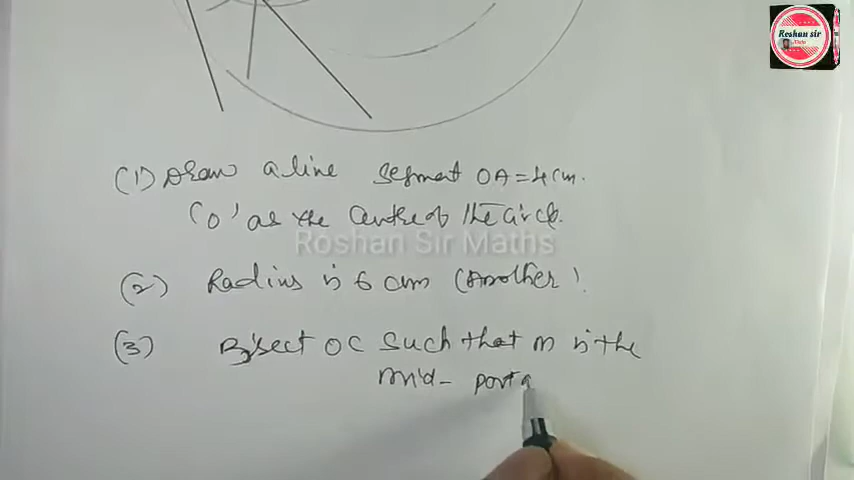 Roshan sir
(1) Draw a line segment OA = 4 cm.
'O' as the Centre of the circle.
Roshan Sir Maths
(2) Radius is 6 cm (Another).
(3) Bisect OC such that m is the
mid-